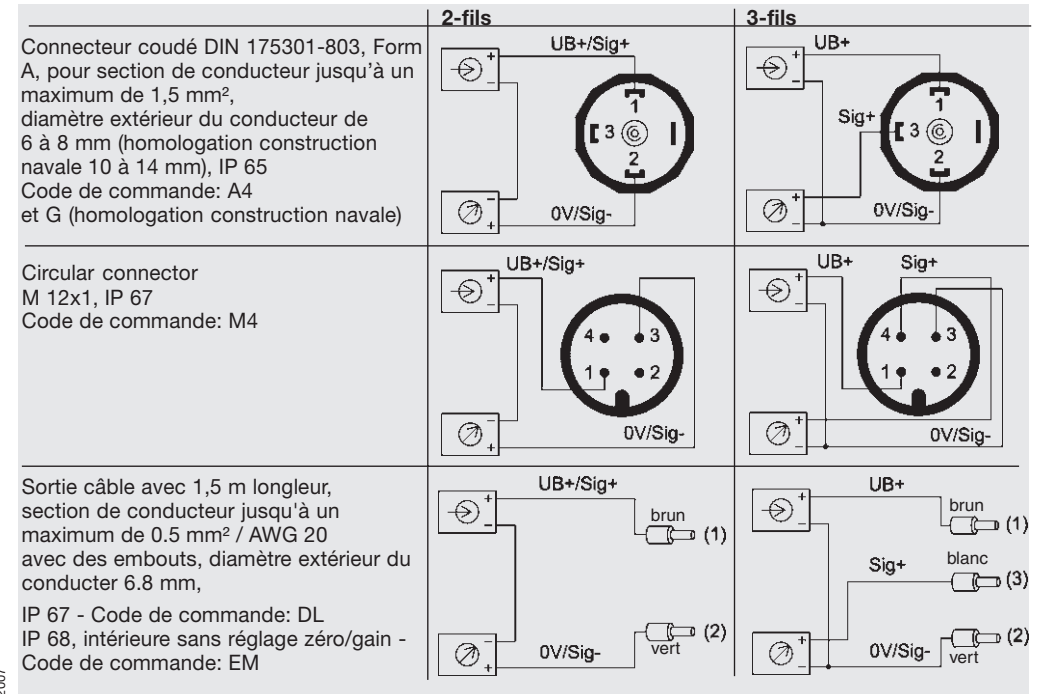 2-fils
3-fils
Connecteur coudé DIN 175301-803, Form
A, pour section de conducteur jusqu'à un
maximum de 1,5 mm²,
diamètre extérieur du conducteur de
6 à 8 mm (homologation construction
navale 10 à 14 mm), IP 65
Code de commande: A4
et G (homologation construction navale)
UB+/Sig+
+
-
1
3
2
-
+
0V/Sig-
UB+
+
-
Sig+
1
3
2
+
-
0V/Sig-
Circular connector
M 12x1, IP 67
Code de commande: M4
UB+/Sig+
+
-
4
3
1
2
-
+
0V/Sig-
UB+
Sig+
+
-
4
3
1
2
+
-
0V/Sig-
Sortie câble avec 1,5 m longleur,
section de conducteur jusqu'à un
maximum de 0.5 mm² / AWG 20
avec des embouts, diamètre extérieur du
conducter 6.8 mm,
IP 67 - Code de commande: DL
IP 68, intérieure sans réglage zéro/gain -
Code de commande: EM
UB+/Sig+
+
-
brun
(1)
-
+
0V/Sig-
(2)
vert
UB+
+
-
brun
(1)
Sig+
blanc
(3)
+
-
0V/Sig-
(2)
vert